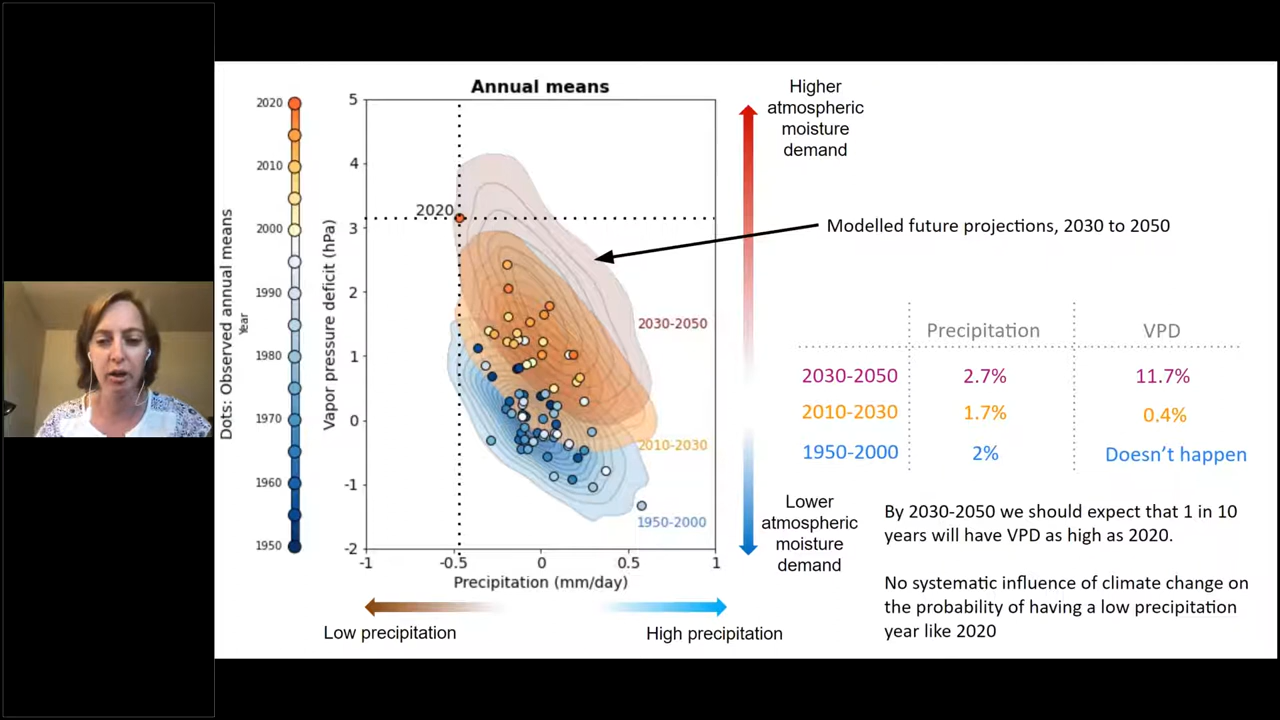 Annual means
Dots: Observed annual means
Year
2020
2010
2000
1990
1980
1970
1960
1950
Vapor pressure deficit (hPa)
5
4
3
2
1
0
-1
-2
2020
2030-2050
2010-2030
1950-2000
-1
-0.5
0
0.5
1
Precipitation (mm/day)
Low precipitation
High precipitation
Higher
atmospheric
moisture
demand
Lower
atmospheric
moisture
demand
Modelled future projections, 2030 to 2050
Precipitation VPD
2030-2050 2.7% 11.7%
2010-2030 1.7% 0.4%
1950-2000 2% Doesn’t happen
By 2030-2050 we should expect that 1 in 10
years will have VPD as high as 2020.
No systematic influence of climate change on
the probability of having a low precipitation
year like 2020